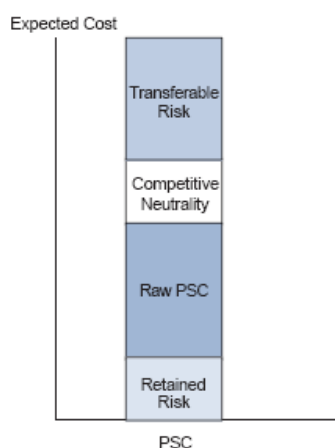 Expected Cost
Transferable
Risk
Competitive
Neutrality
Raw PSC
Retained
Risk
PSC